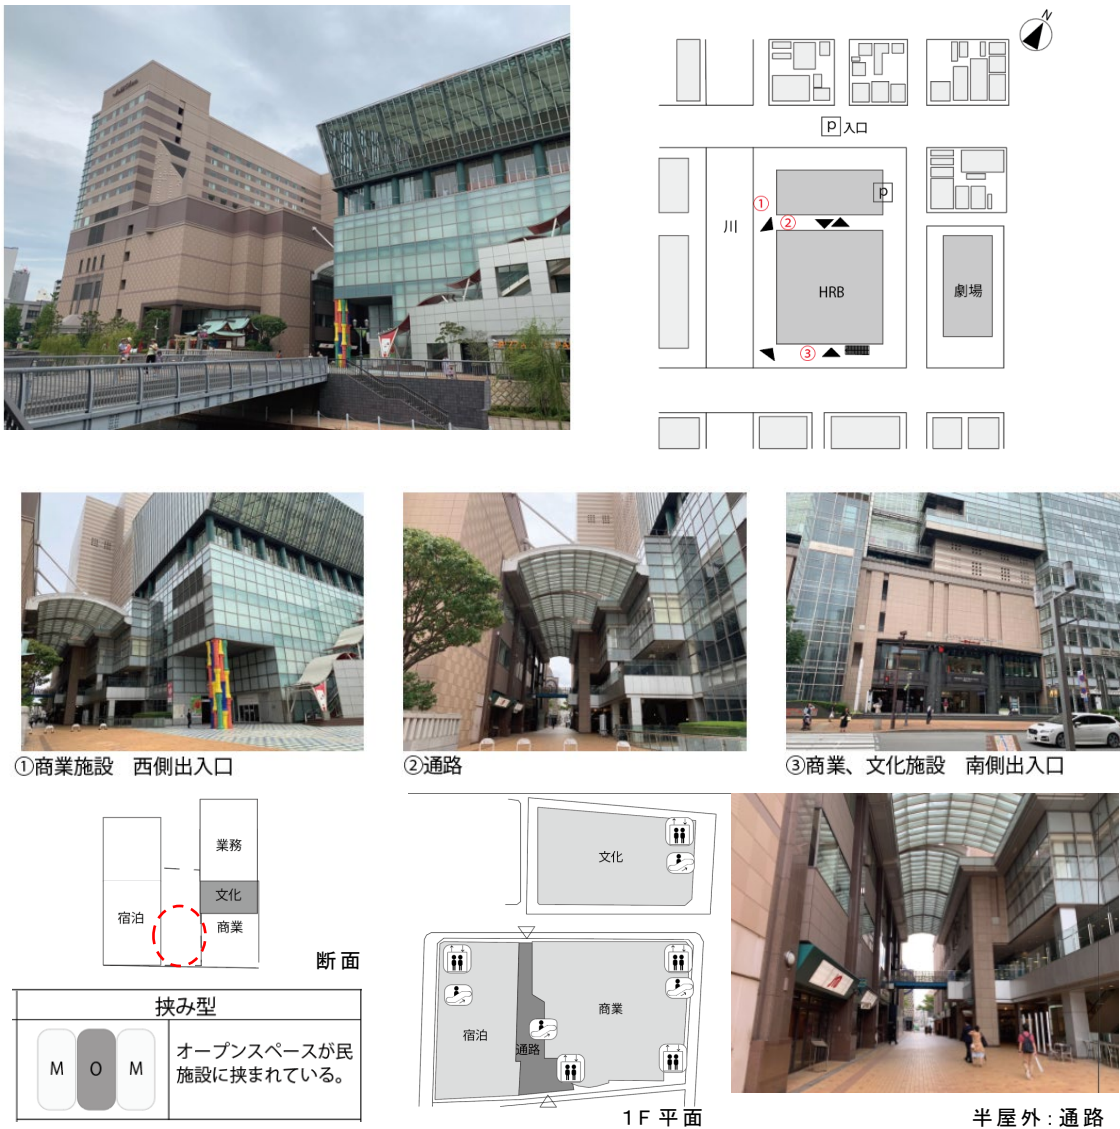 N
p 入口
p
①
②
川
HRB
劇場
③
①商業施設 西側出入口
②通路
③商業、文化施設 南側出入口
業務
文化
宿泊
商業
断面
文化
商業
宿泊
通路
1F 平面
挟み型
M O M
オープンスペースが民
施設に挟まれている。
半屋外:通路